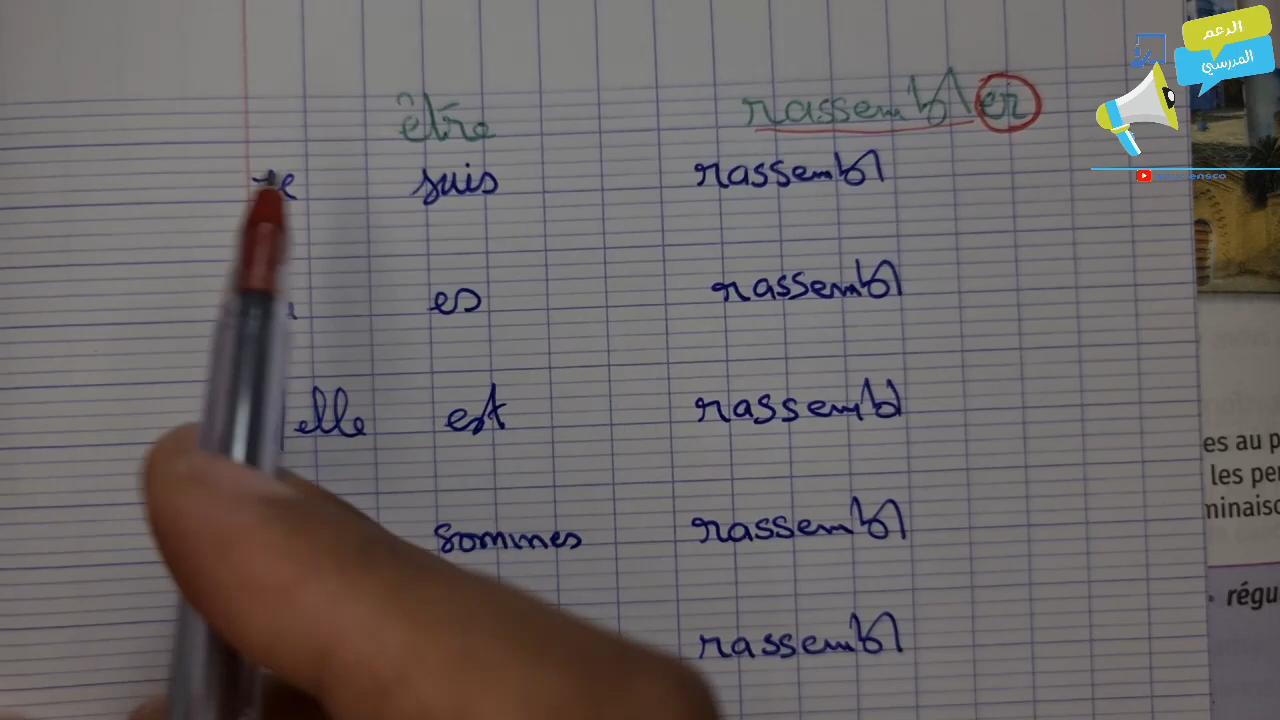 الدعم
المدرسي
être rassembler
suis rassembl
es rassembl
elle est rassembl
sommes rassembl
rassembl
es au p
les pe
minaiso
régu